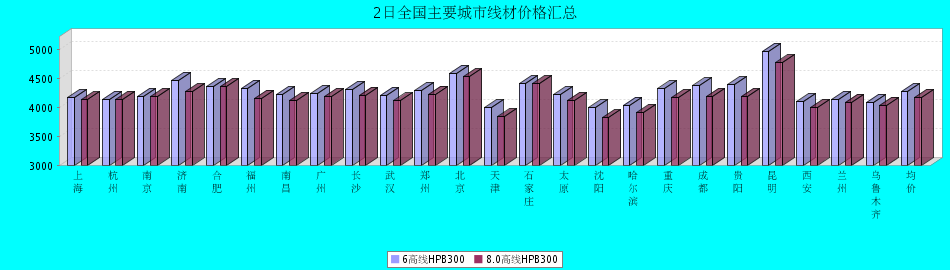 2日全国主要城市线材价格汇总
5000
4500
4000
3500
3000
上海 杭州 南京 济南 合肥 福州 南昌 广州 长沙 武汉 郑州 北京 天津 石家庄 太原 沈阳 哈尔滨 重庆 成都 贵阳 昆明 西安 兰州 乌鲁木齐 均价
6高线HPB300 8.0高线HPB300